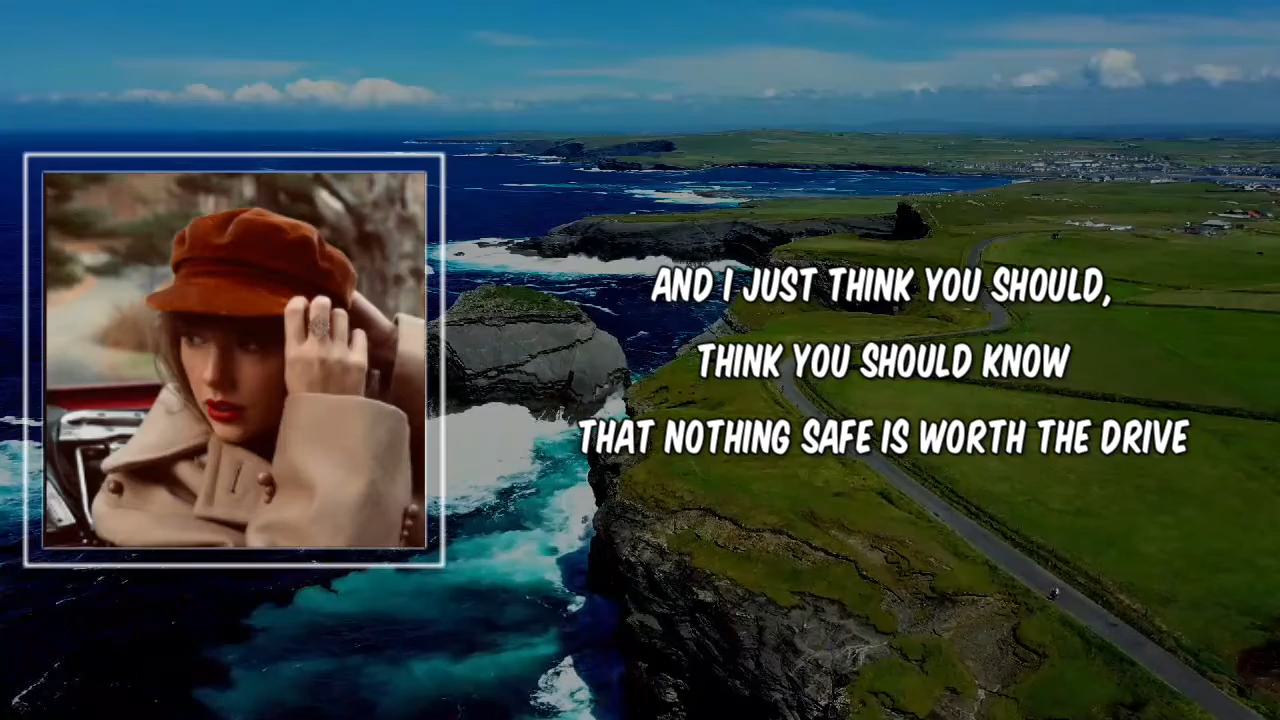 AND I JUST THINK YOU SHOULD,
THINK YOU SHOULD KNOW
THAT NOTHING SAFE IS WORTH THE DRIVE